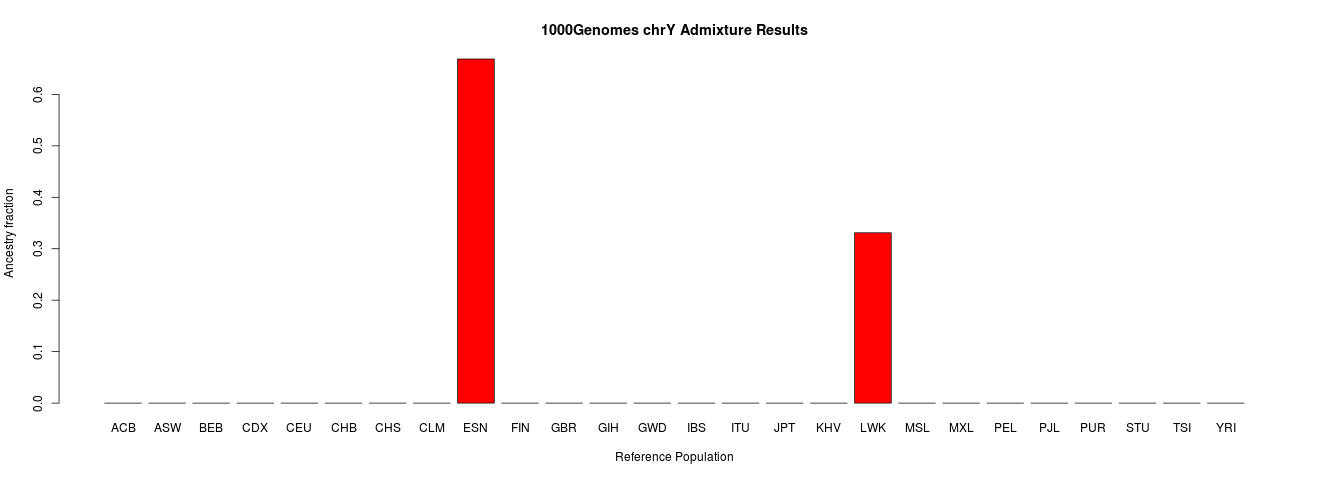 1000Genomes chrY Admixture Results
Ancestry fraction
0.6
0.5
0.4
0.3
0.2
0.1
0.0
ACB ASW BEB CDX CEU CHB CHS CLM ESN FIN GBR GIH GWD IBS ITU JPT KHV LWK MSL MXL PEL PJL PUR STU TSI YRI
Reference Population